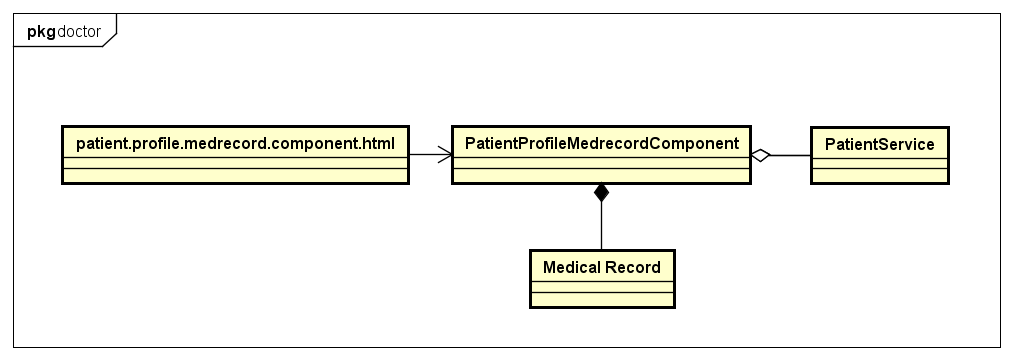 pkg doctor
patient.profile.medrecord.component.html
PatientProfileMedrecordComponent
PatientService
Medical Record